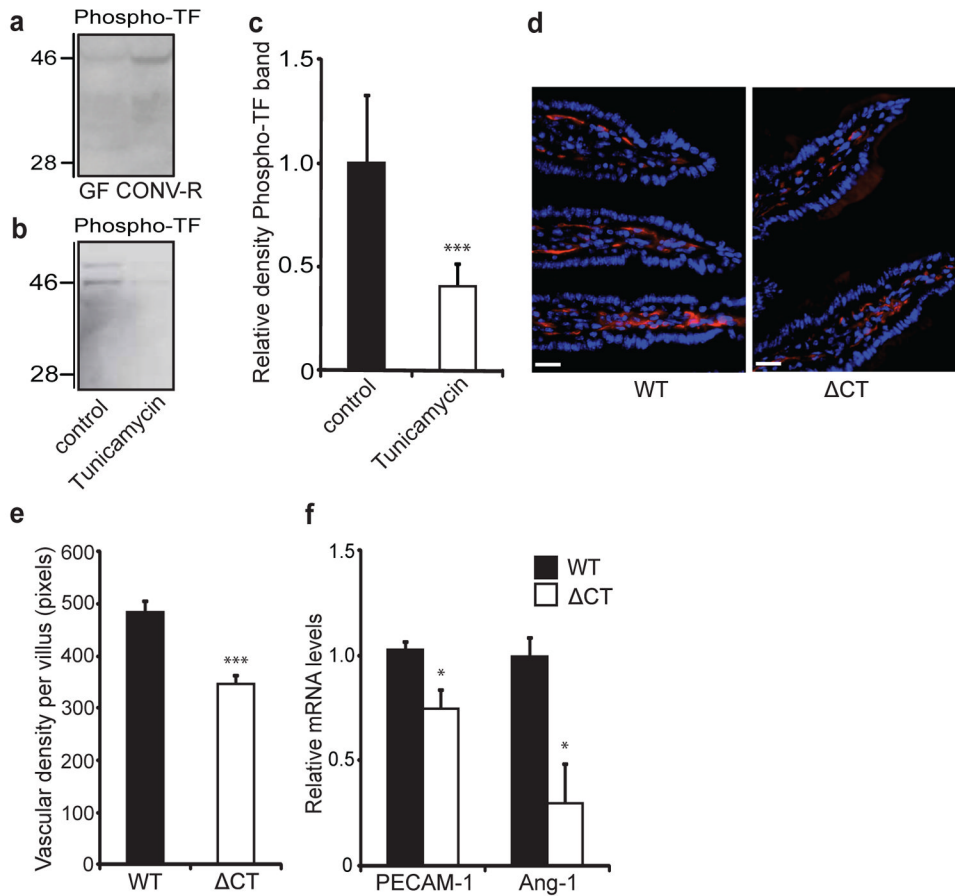 a
Phospho-TF
46
28
GF CONV-R
b
Phospho-TF
46
28
control
Tunicamycin
c
Relative density Phospho-TF band
1.5
1.0
0.5
0
***
control
Tunicamycin
d
WT
ΔCT
e
Vascular density per villus (pixels)
600
500
400
300
200
100
0
***
WT
ΔCT
f
Relative mRNA levels
1.5
1.0
0.5
0
WT
ΔCT
*
*
PECAM-1
Ang-1